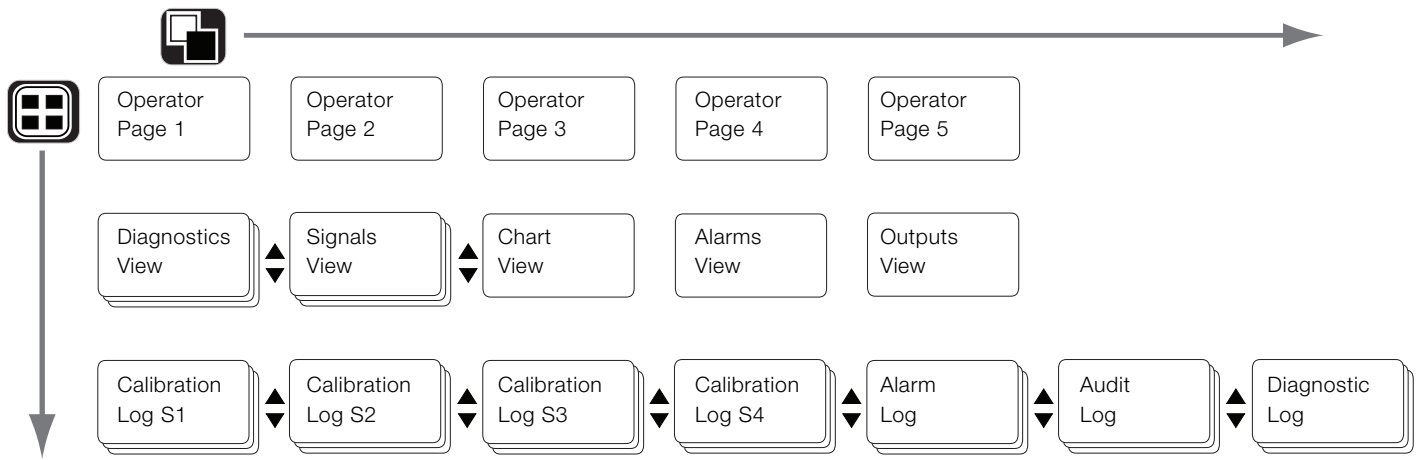 Operator
Page 1
Operator
Page 2
Operator
Page 3
Operator
Page 4
Operator
Page 5
Diagnostics
View
Signals
View
Chart
View
Alarms
View
Outputs
View
Calibration
Log S1
Calibration
Log S2
Calibration
Log S3
Calibration
Log S4
Alarm
Log
Audit
Log
Diagnostic
Log